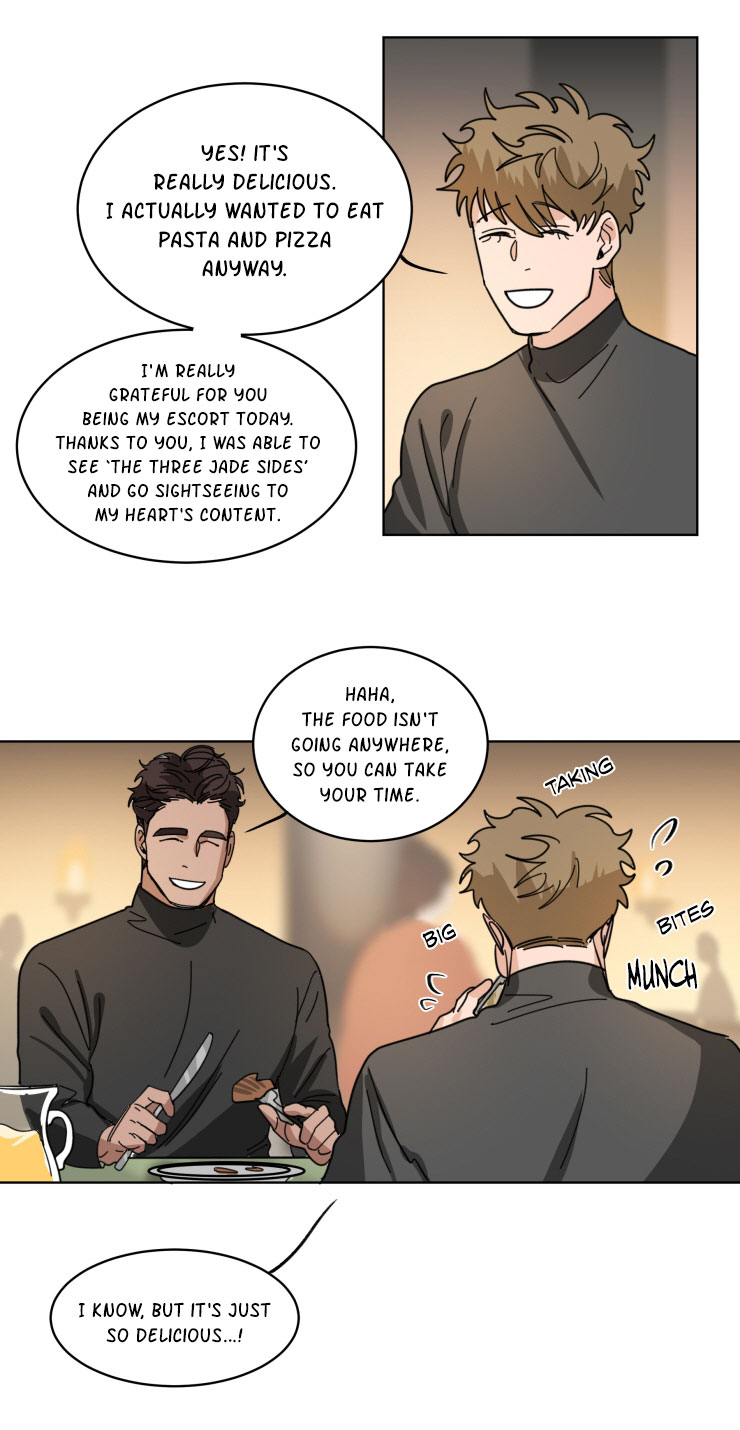 YES! IT'S
REALLY DELICIOUS.
I ACTUALLY WANTED TO EAT
PASTA AND PIZZA
ANYWAY.
I'M REALLY
GRATEFUL FOR YOU
BEING MY ESCORT TODAY.
THANKS TO YOU, I WAS ABLE TO
SEE ‘THE THREE JADE SIDES’
AND GO SIGHTSEEING TO
MY HEART'S CONTENT.
HAHA,
THE FOOD ISN'T
GOING ANYWHERE,
SO YOU CAN TAKE
YOUR TIME.
TAKING
BIG
BITES
MUNCH
I KNOW, BUT IT'S JUST
SO DELICIOUS...!